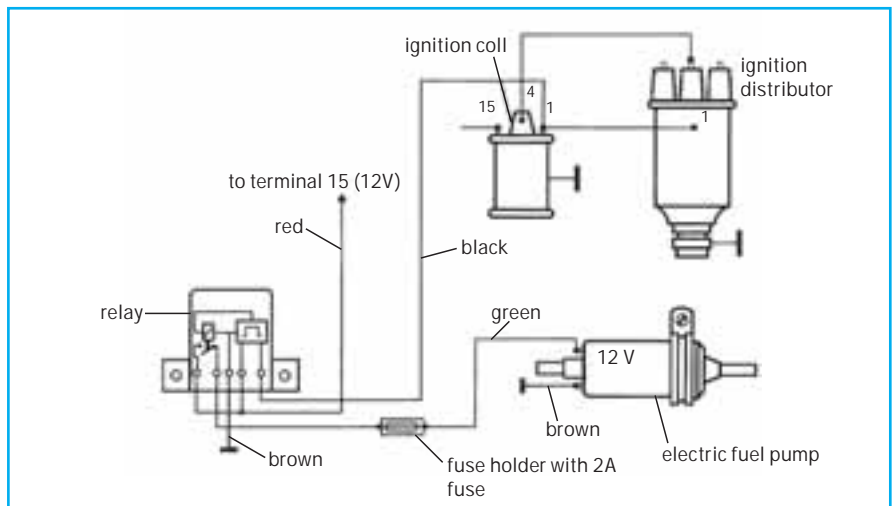 ignition coll
ignition
distributor
4
15
1
1
to terminal 15 (12V)
red
black
relay
green
12 V
brown
brown
electric fuel pump
fuse holder with 2A
fuse